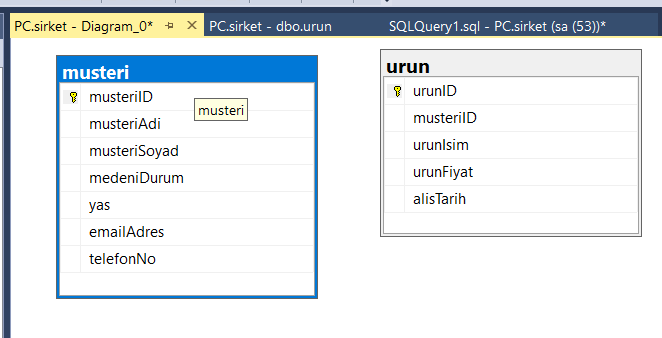 PC.sirket - Diagram_0*
PC.sirket - dbo.urun
SQLQuery1.sql - PC.sirket (sa (53))*
musteri
musteriID
musteriAdi
musteriSoyad
medeniDurum
yas
emailAdres
telefonNo
musteri
urun
urunID
musteriID
urunIsim
urunFiyat
alisTarih